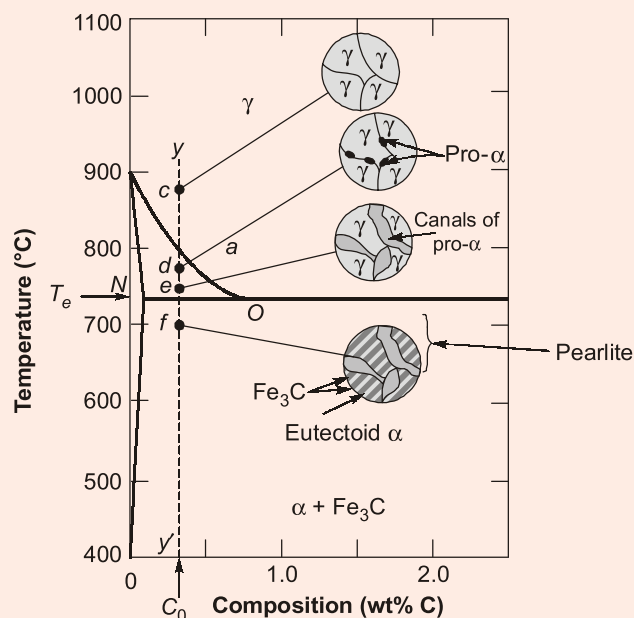 1100
1000
900
800
700
600
500
400
Temperature (°C)
T_e
N
y
c
γ
d
a
e
f
O
γ
γ γ
γ
γ γ
γ γ
Pro-α
γ
γ γ
Canals of
pro-α
Pearlite
Fe₃C
Eutectoid α
α + Fe₃C
y′
0
1.0
2.0
C₀
Composition (wt% C)